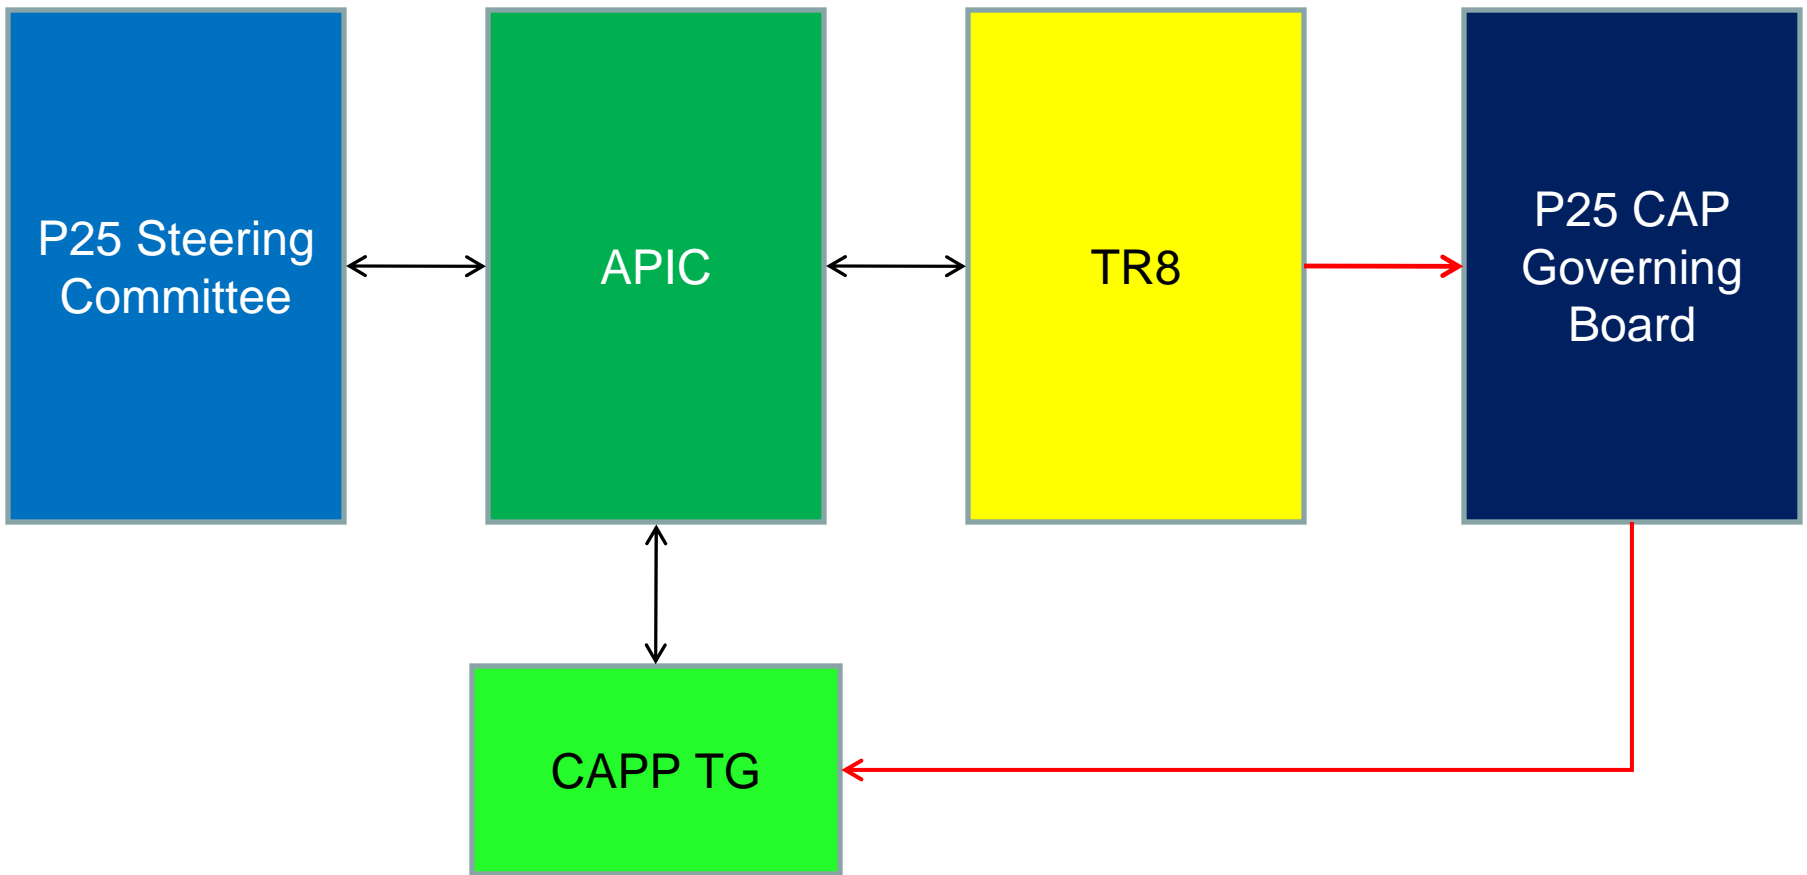 P25 Steering
Committee
APIC
TR8
P25 CAP
Governing
Board
CAPP TG